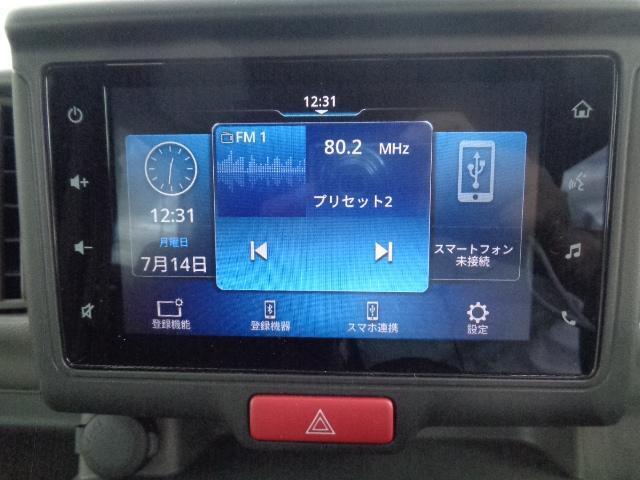 12:31
FM 1
80.2 MHz
プリセット2
12:31
月曜日
7月14日
スマートフォン
未接続
登録機能
登録機器
スマホ連携
設定